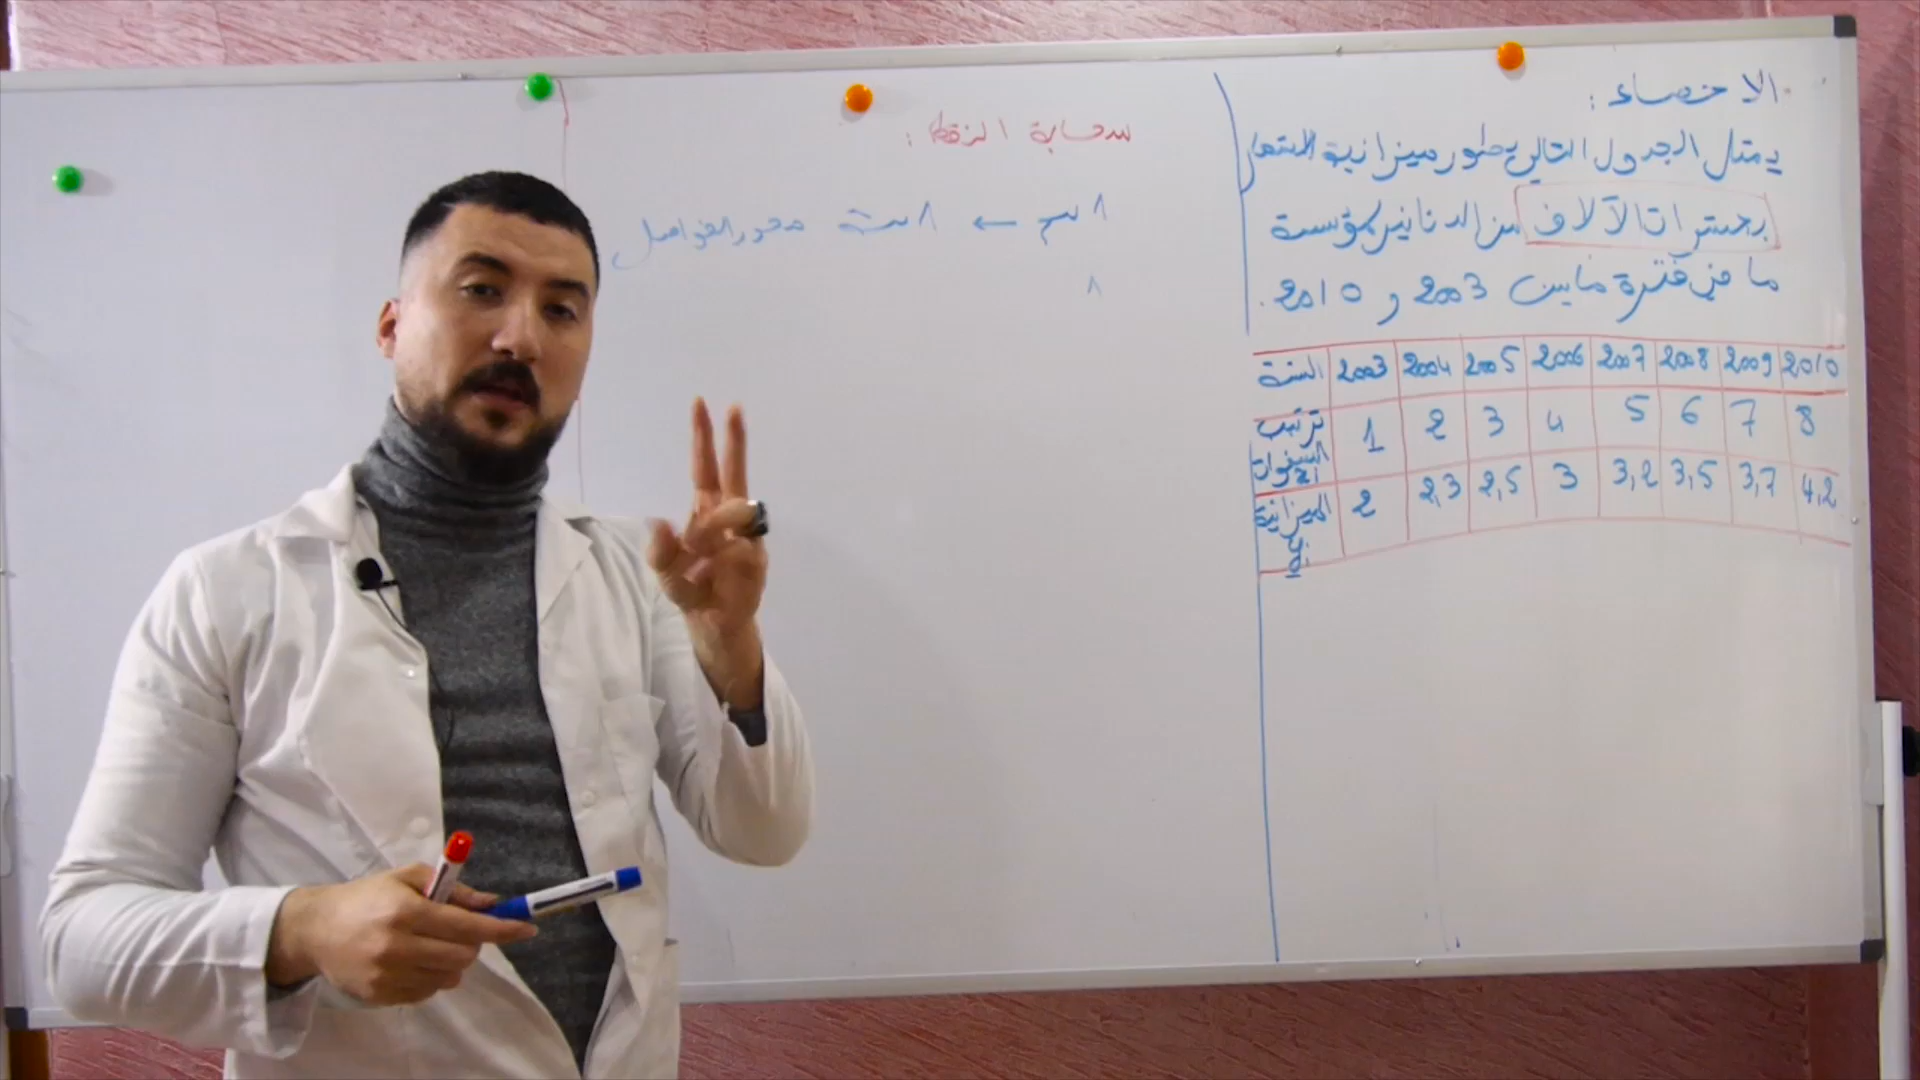 الاحصاء :
يمثل الجدول التالي تطور ميزانية الاشهار
بعشرات الآلاف من الدنانير لمؤسسة
ما في فترة مابين 2003 و 2010.
السنة 2003 2004 2005 2006 2007 2008 2009 2010
ترتيب السنوات 1 2 3 4 5 6 7 8
الميزانية yi 2 2,3 2,5 3 3,2 3,5 3,7 4,2
سحابة النقط :
1 سم ← 1 سنة محور الفواصل
1